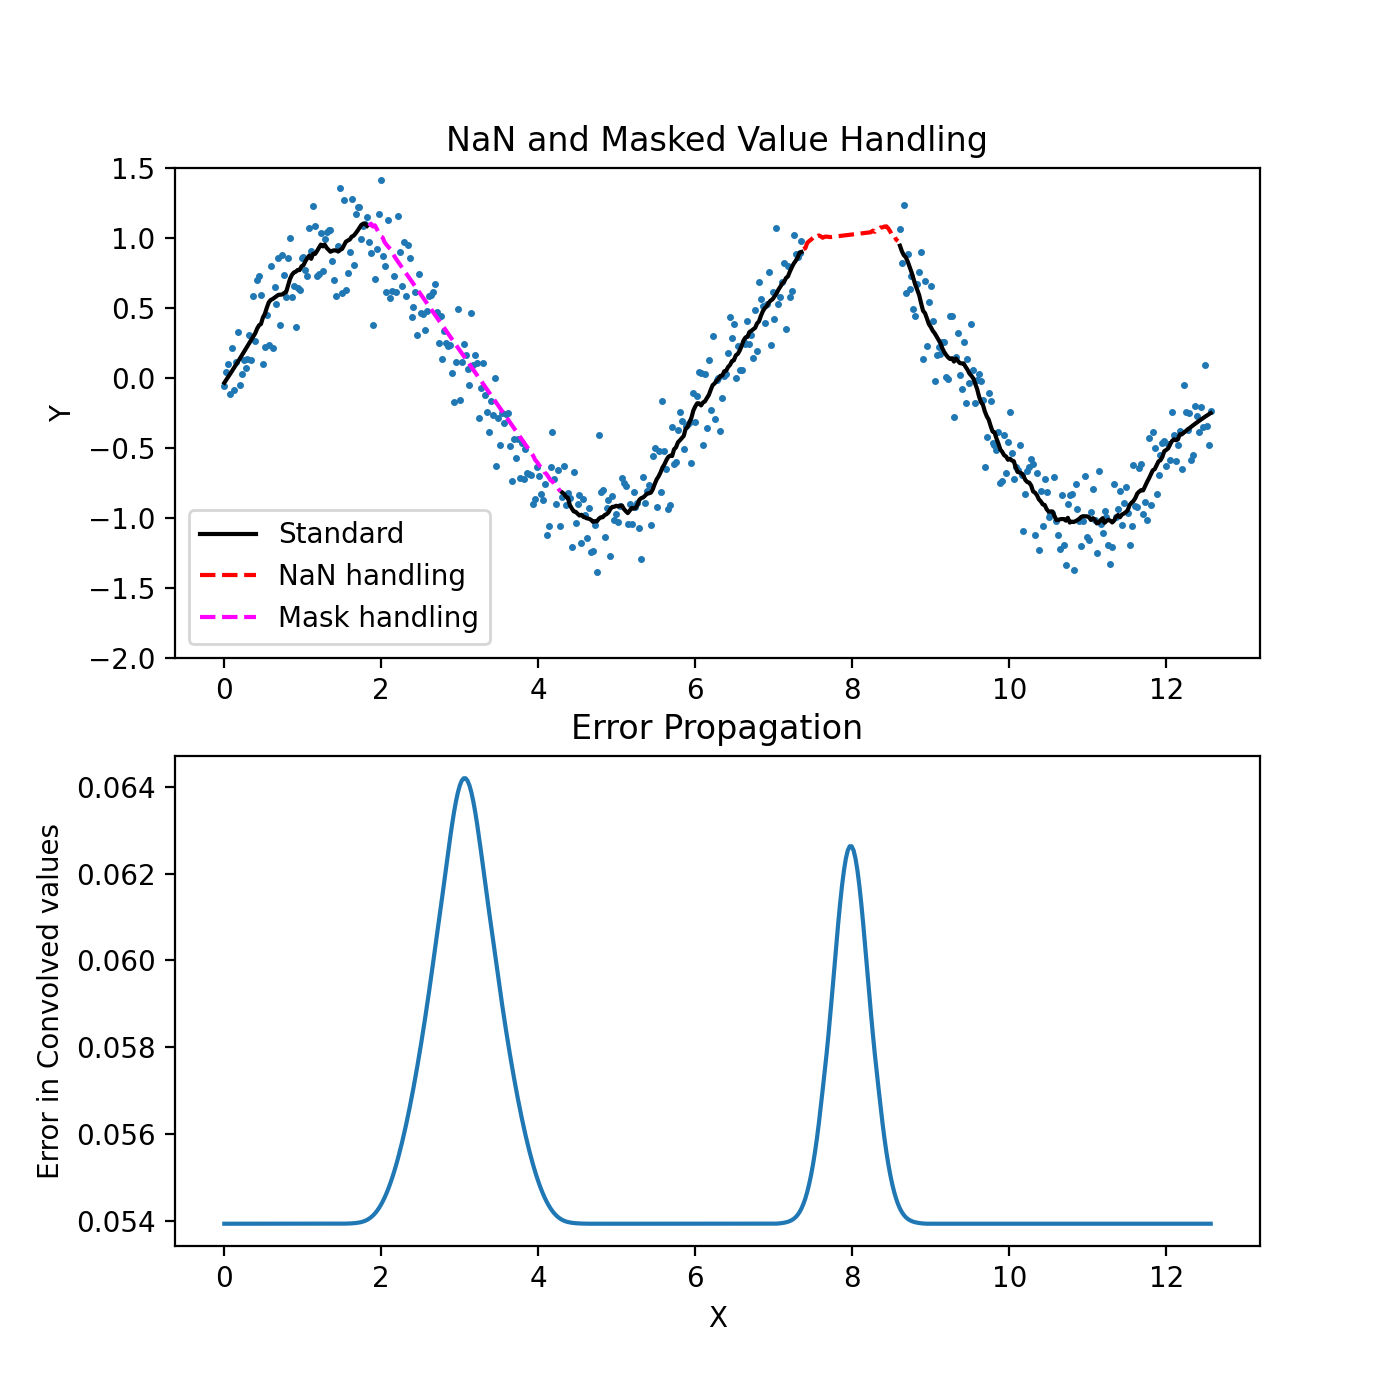 NaN and Masked Value Handling
1.5
1.0
0.5
0.0
−0.5
−1.0
−1.5
−2.0
Y
Standard
NaN handling
Mask handling
0 2 4 6 8 10 12
Error Propagation
0.064
0.062
0.060
0.058
0.056
0.054
Error in Convolved values
0 2 4 6 8 10 12
X